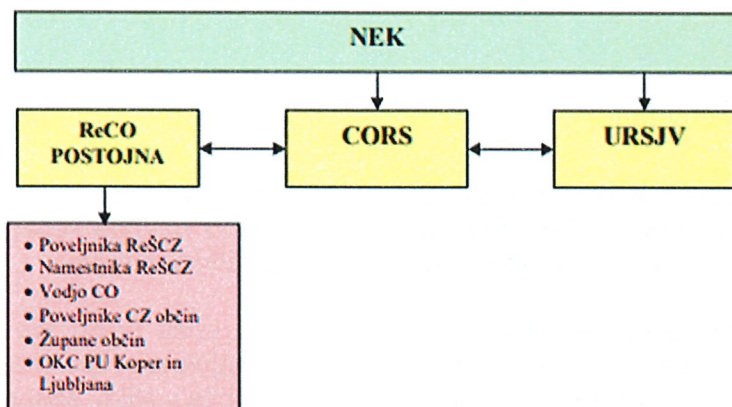 NEK
ReCO
POSTOJNA
CORS
URSJV
• Poveljnika ReŠCZ
• Namestnika ReŠCZ
• Vodjo CO
• Poveljnike CZ občin
• Župane občin
• OKC PU Koper in
Ljubljana